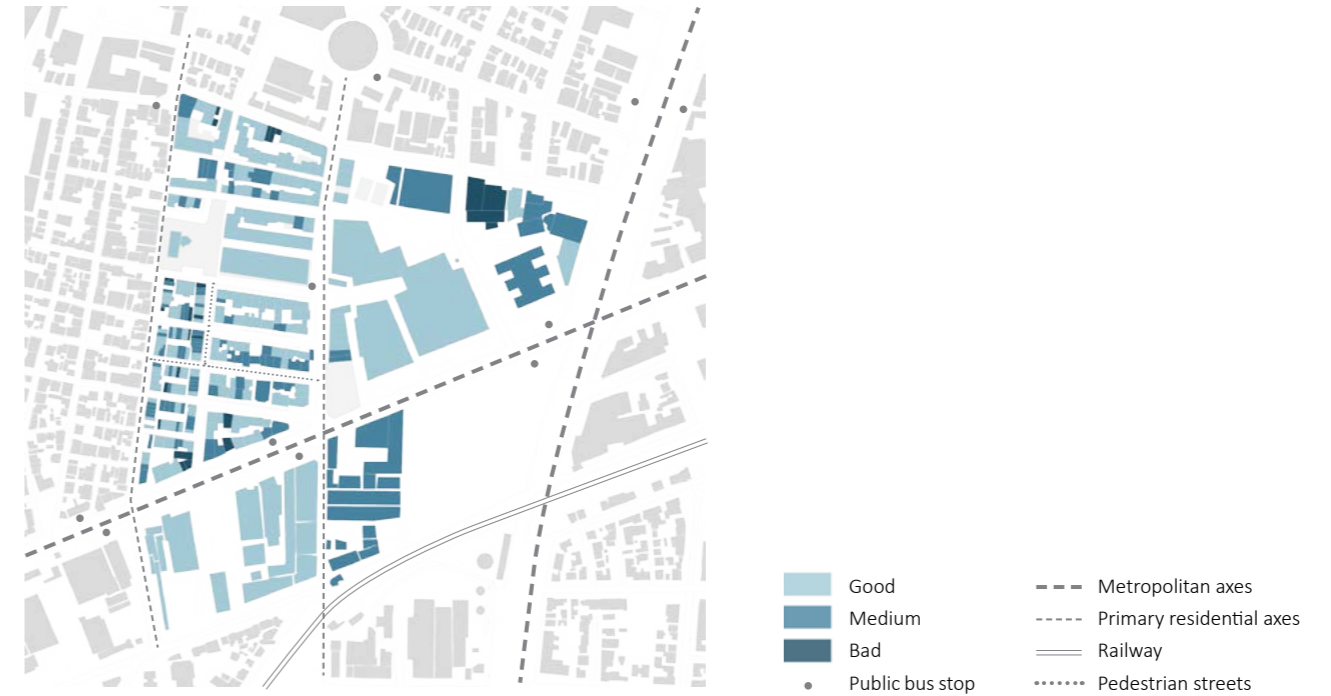 Good
Medium
Bad
Public bus stop
Metropolitan axes
Primary residential axes
Railway
Pedestrian streets